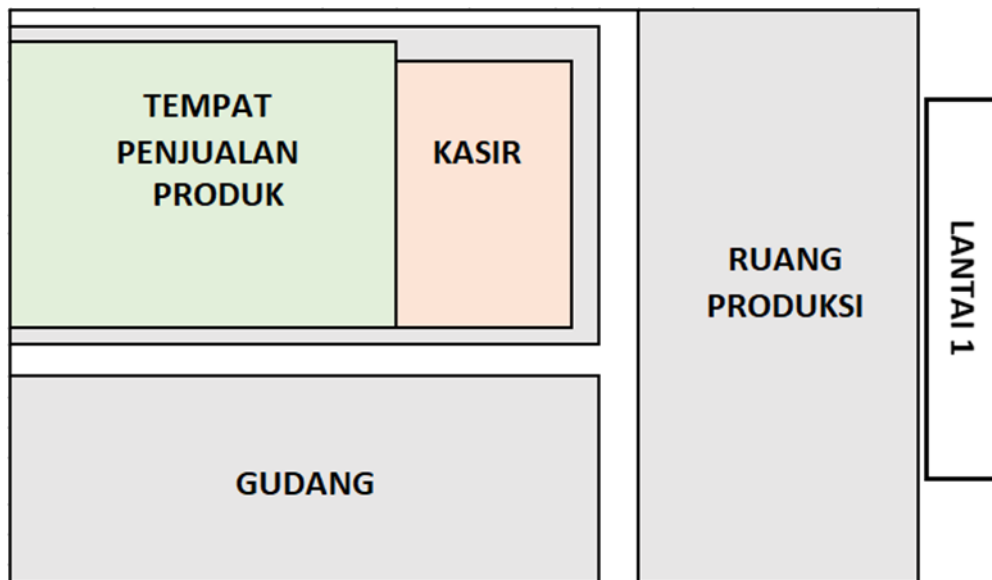 TEMPAT
PENJUALAN
PRODUK
KASIR
RUANG
PRODUKSI
LANTAI 1
GUDANG